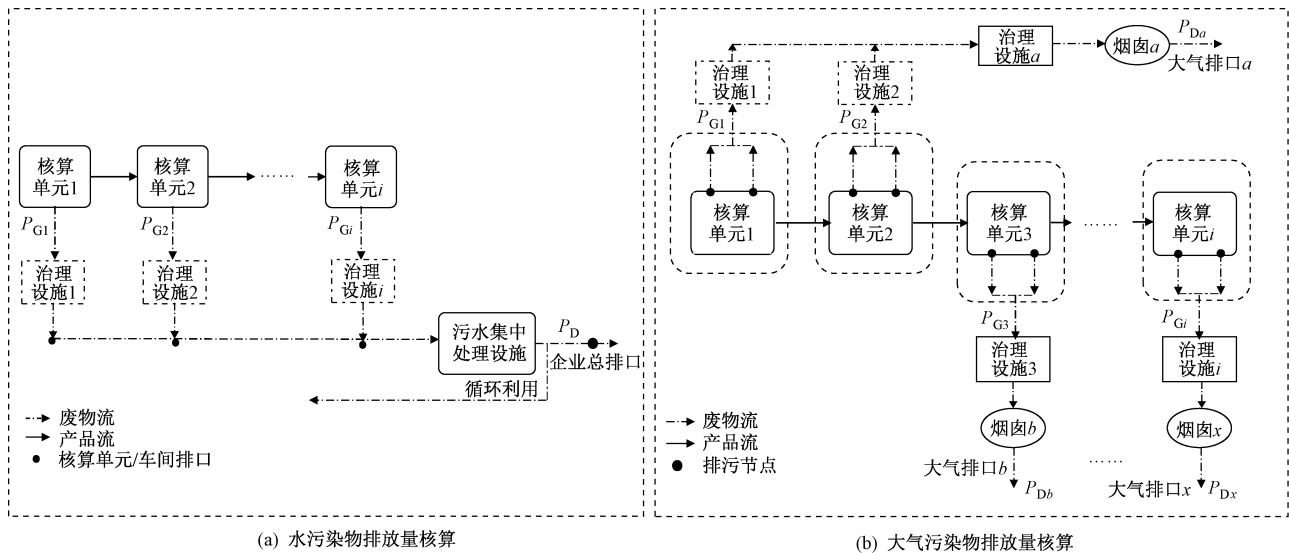 核算
单元1
核算
单元2
……
核算
单元i
P_G1
P_G2
P_Gi
治理
设施1
治理
设施2
治理
设施i
污水集中
处理设施
P_D
企业总排口
循环利用
废物流
产品流
核算单元/车间排口
(a) 水污染物排放量核算
治理
设施a
烟囱a
P_Da
大气排口a
治理
设施1
治理
设施2
P_G1
P_G2
核算
单元1
核算
单元2
核算
单元3
……
核算
单元i
P_G3
P_Gi
治理
设施3
治理
设施i
烟囱b
烟囱x
大气排口b
P_Db
……
大气排口x
P_Dx
废物流
产品流
排污节点
(b) 大气污染物排放量核算